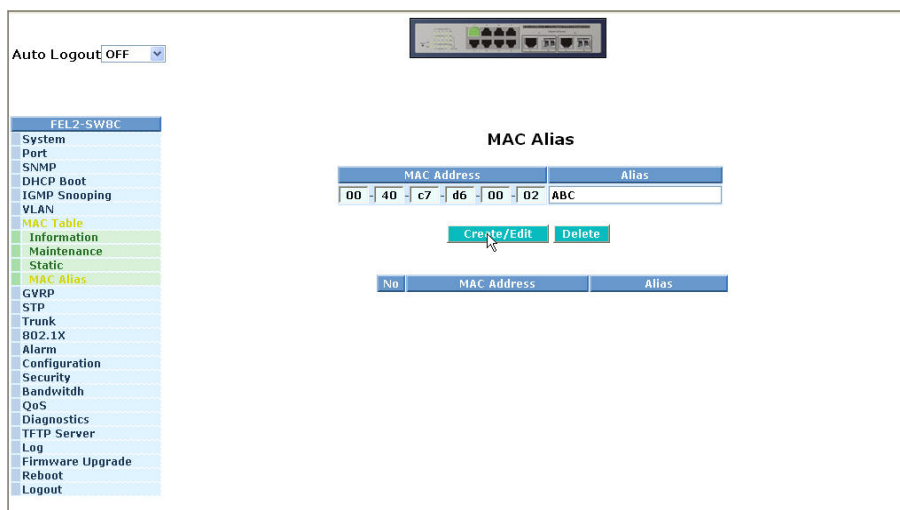 Auto Logout OFF
FEL2-SW8C
System
Port
SNMP
DHCP Boot
IGMP Snooping
VLAN
MAC Table
Information
Maintenance
Static
MAC Alias
GVRP
STP
Trunk
802.1X
Alarm
Configuration
Security
Bandwitdh
QoS
Diagnostics
TFTP Server
Log
Firmware Upgrade
Reboot
Logout
MAC Alias
MAC Address Alias
00 - 40 - c7 - d6 - 00 - 02 ABC
Create/Edit Delete
No MAC Address Alias